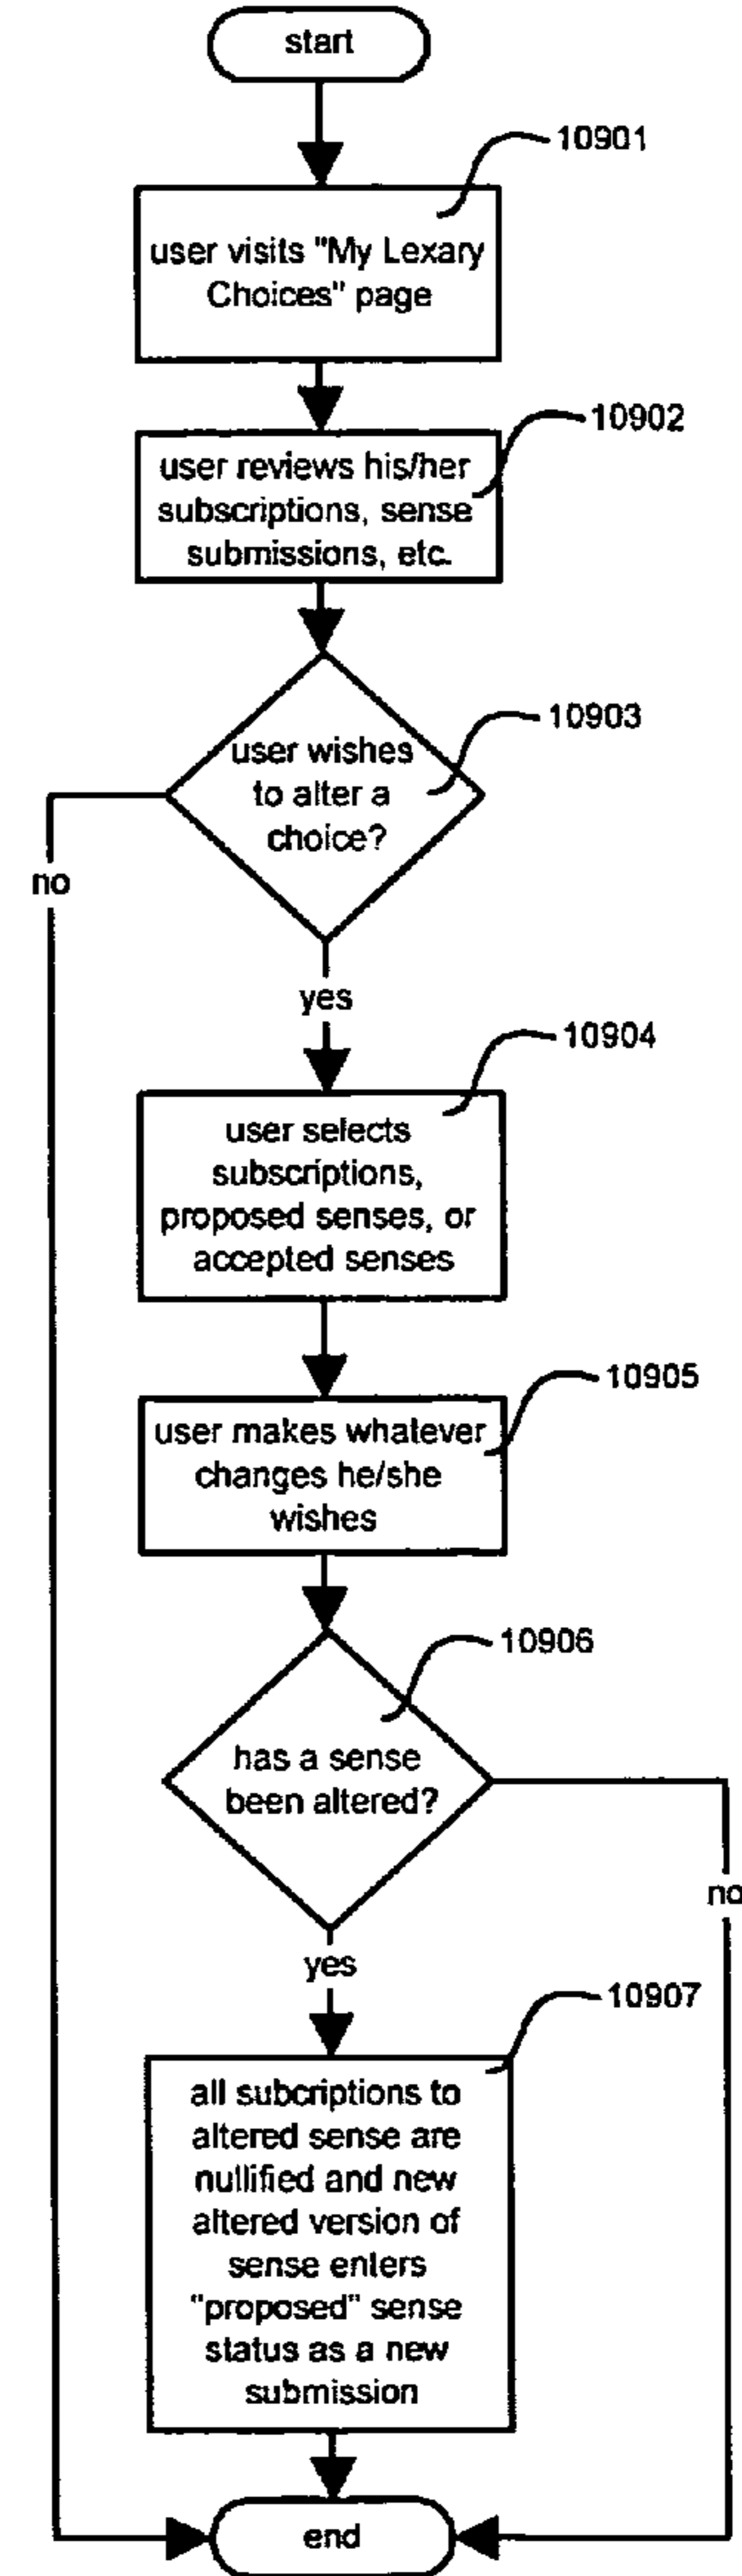 start
10901
user visits "My Lexary
Choices" page
10902
user reviews his/her
subscriptions, sense
submissions, etc.
10903
user wishes
to alter a
choice?
no
yes
10904
user selects
subscriptions,
proposed senses, or
accepted senses
10905
user makes whatever
changes he/she
wishes
10906
has a sense
been altered?
no
yes
10907
all subcriptions to
altered sense are
nullified and new
altered version of
sense enters
"proposed" sense
status as a new
submission
end